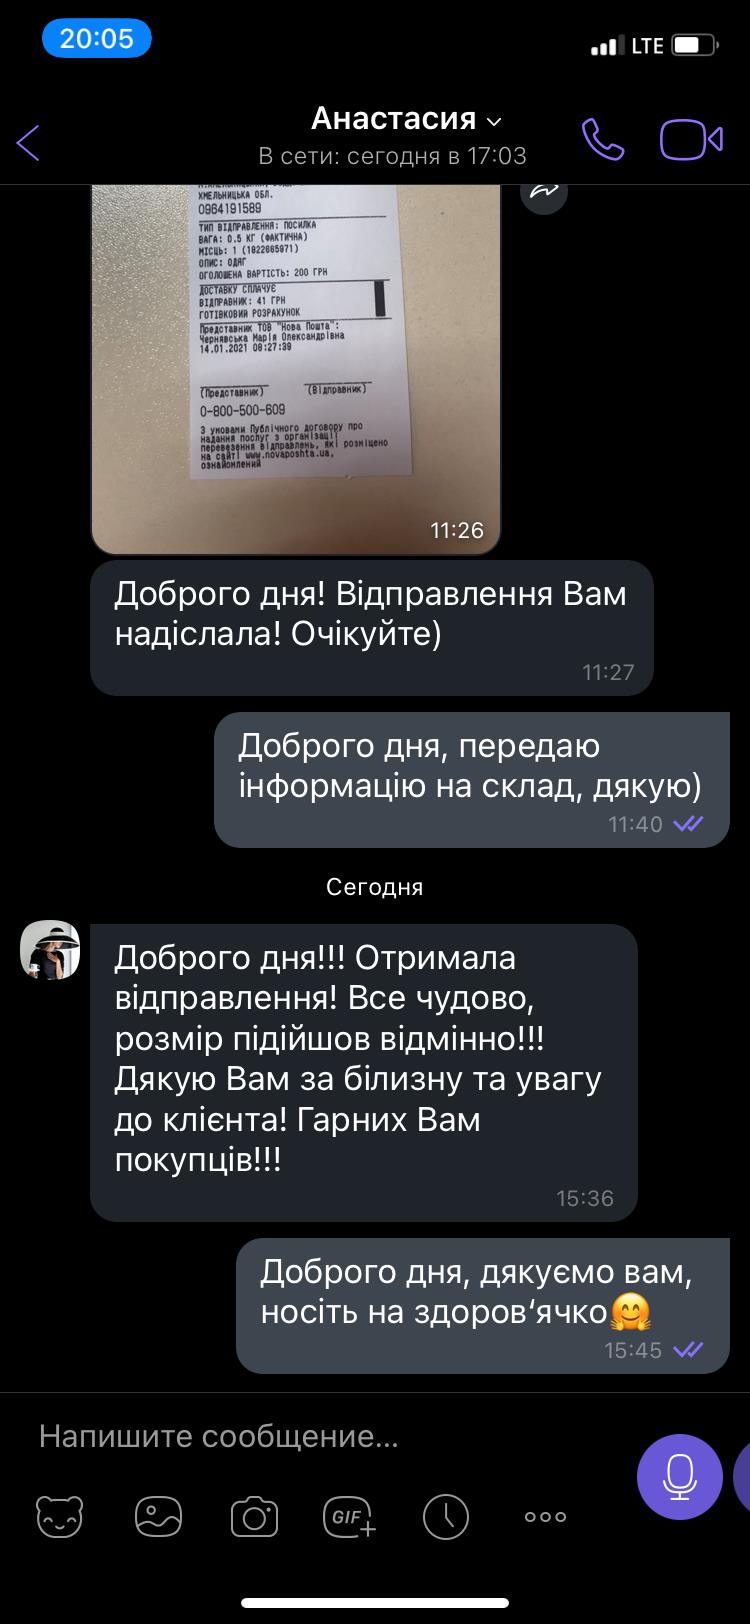 20:05
LTE
Анастасия
В сети: сегодня в 17:03
ХМЕЛЬНИЦЬКА ОБЛ.
0964191589
ТИП ВІДПРАВЛЕННЯ: ПОСИЛКА
ВАГА: 0.5 КГ (ФАКТИЧНА)
МІСЦЬ: 1 (1822665971)
ОПИС: ОДЯГ
ОГОЛОШЕНА ВАРТІСТЬ: 200 ГРН
ДОСТАВКУ СПЛАЧУЄ
ВІДПРАВНИК: 41 ГРН
ГОТІВКОВИЙ РОЗРАХУНОК
Представник ТОВ "Нова Пошта":
Чернявська Марія Олександрівна
14.01.2021 08:27:39
(Представник) (Відправник)
0-800-500-609
З умовами Публічного договору про
надання послуг з організації
перевезення відправлень, які розміщено
на сайті www.novaposhta.ua,
ознайомлений
11:26
Доброго дня! Відправлення Вам
надіслала! Очікуйте)
11:27
Доброго дня, передаю
інформацію на склад, дякую)
11:40
Сегодня
Доброго дня!!! Отримала
відправлення! Все чудово,
розмір підійшов відмінно!!!
Дякую Вам за білизну та увагу
до клієнта! Гарних Вам
покупців!!!
15:36
Доброго дня, дякуємо вам,
носіть на здоров‘ячко🤗
15:45
Напишите сообщение...
GIF